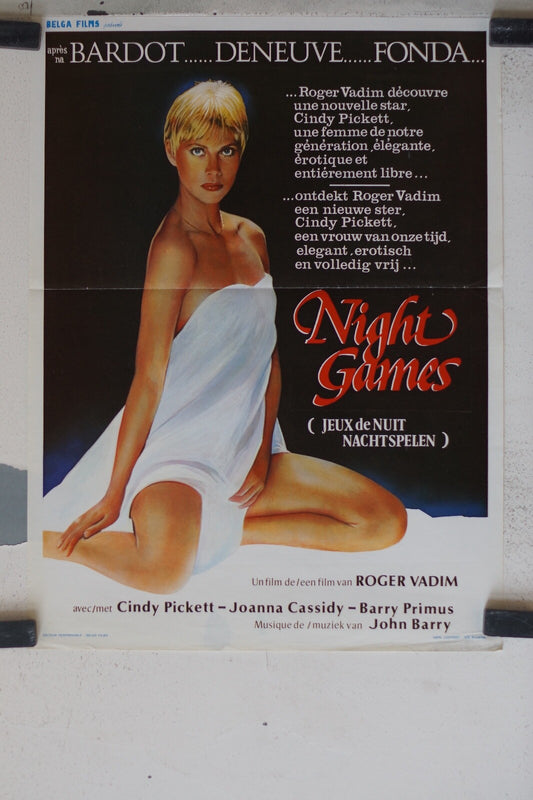 BELGA FILMS présente
après
na BARDOT......DENEUVE......FONDA...
...Roger Vadim découvre
une nouvelle star,
Cindy Pickett,
une femme de notre
génération, élégante,
érotique et
entiérement libre...
...ontdekt Roger Vadim
een nieuwe ster,
Cindy Pickett,
een vrouw van onze tijd,
elegant, erotisch
en volledig vrij...
Night
Games
( JEUX de NUIT
NACHTSPELEN )
Un film de/een film van ROGER VADIM
avec/met Cindy Pickett – Joanna Cassidy – Barry Primus
Musique de / muziek van John Barry